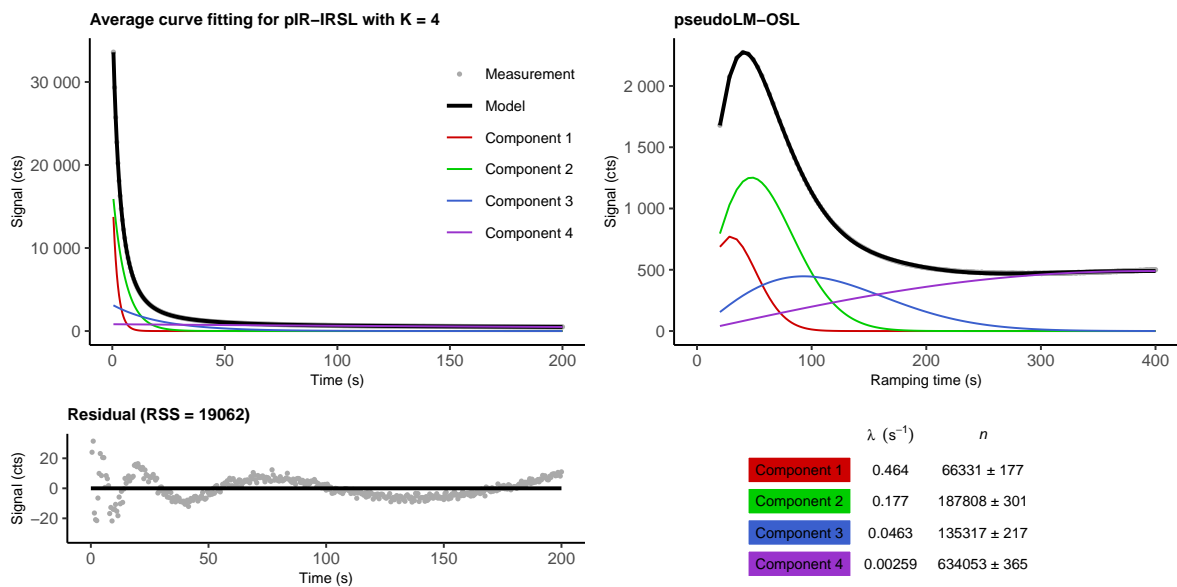 Average curve fitting for pIR−IRSL with K = 4
30 000
20 000
10 000
0
Signal (cts)
0 50 100 150 200
Time (s)
Measurement
Model
Component 1
Component 2
Component 3
Component 4
pseudoLM−OSL
2 000
1 500
1 000
500
0
Signal (cts)
0 100 200 300 400
Ramping time (s)
Residual (RSS = 19062)
20
0
−20
Signal (cts)
0 50 100 150 200
Time (s)
λ (s⁻¹) n
Component 1 0.464 66331 ± 177
Component 2 0.177 187808 ± 301
Component 3 0.0463 135317 ± 217
Component 4 0.00259 634053 ± 365